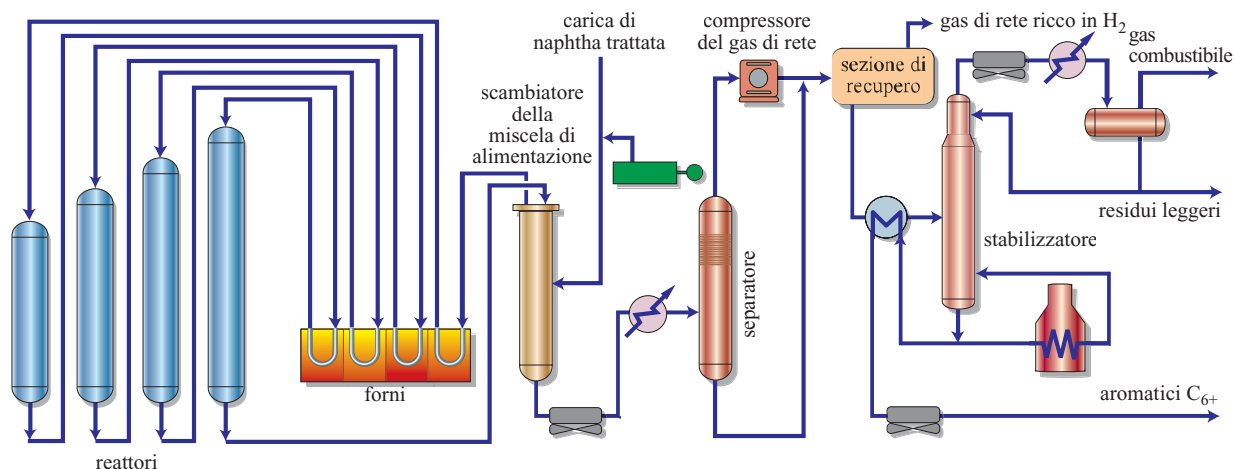 carica di
naphtha trattata
compressore
del gas di rete
gas di rete ricco in H₂
gas
combustibile
sezione di
recupero
scambiatore
della
miscela di
alimentazione
residui leggeri
stabilizzatore
separatore
forni
aromatici C₆₊
reattori